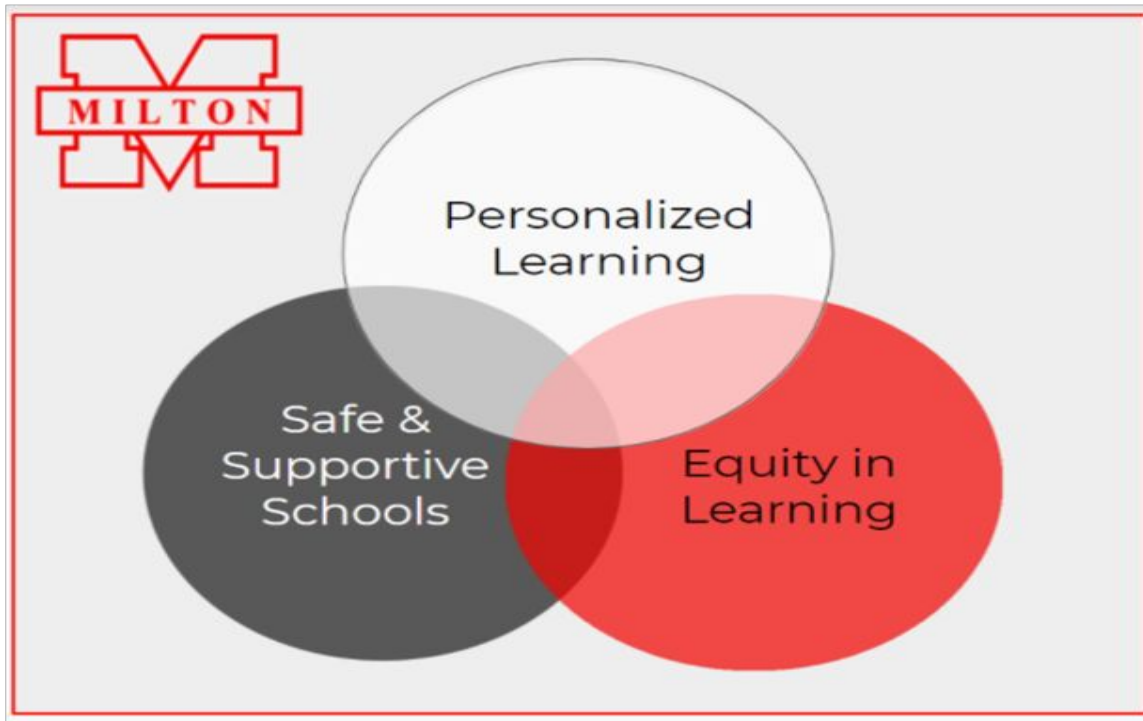 MILTON
Personalized
Learning
Safe &
Supportive
Schools
Equity in
Learning